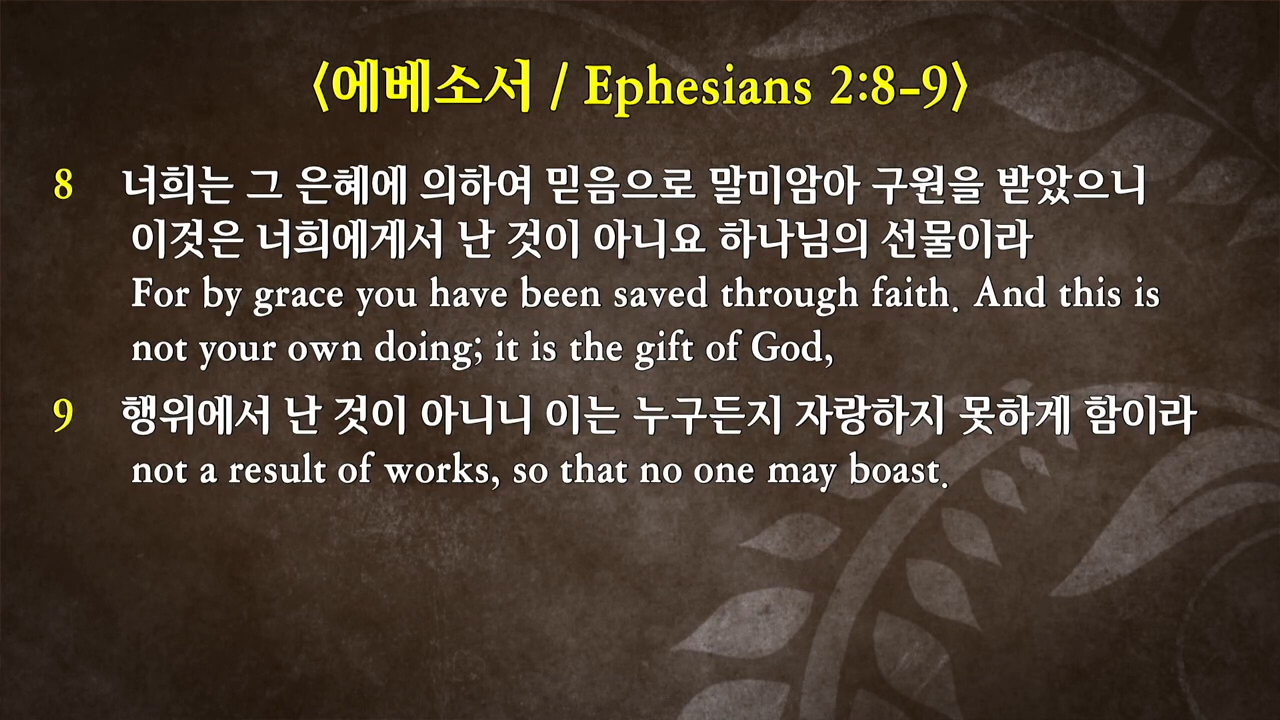 〈에베소서 / Ephesians 2:8-9〉
8 너희는 그 은혜에 의하여 믿음으로 말미암아 구원을 받았으니
이것은 너희에게서 난 것이 아니요 하나님의 선물이라
For by grace you have been saved through faith. And this is
not your own doing; it is the gift of God,
9 행위에서 난 것이 아니니 이는 누구든지 자랑하지 못하게 함이라
not a result of works, so that no one may boast.